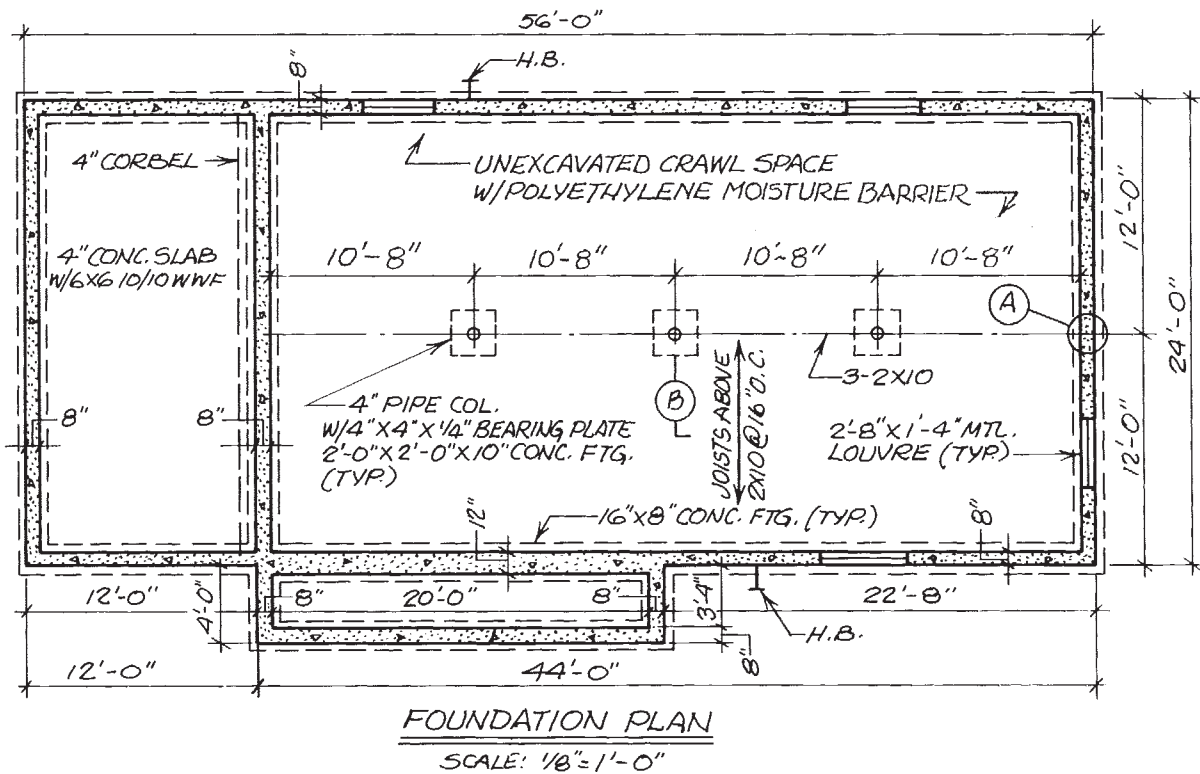 56'-0"
8"
H.B.
4" CORBEL
UNEXCAVATED CRAWL SPACE
W/POLYETHYLENE MOISTURE BARRIER
12'-0"
4" CONC. SLAB
W/6X6 10/10 WWF
10'-8"
10'-8"
10'-8"
10'-8"
A
24'-0"
3-2X10
B
JOISTS ABOVE
2X10@16"O.C.
8"
8"
4" PIPE COL.
W/4"X4"X1/4" BEARING PLATE
2'-0"X2'-0"X10" CONC. FTG.
(TYP.)
2'-8"X1'-4" MTL.
LOUVRE (TYP.)
12'-0"
16"X8" CONC. FTG. (TYP.)
12"
8"
12'-0"
4'-0"
8"
20'-0"
8"
3'4"
22'-8"
H.B.
8"
12'-0"
44'-0"
FOUNDATION PLAN
SCALE: 1/8"=1'-0"